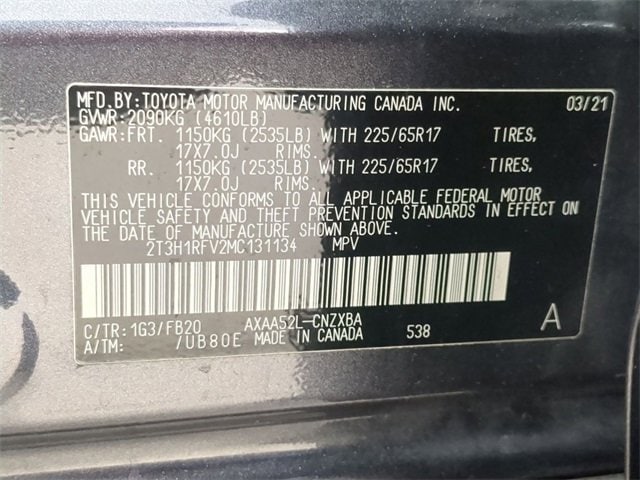 MFD.BY: TOYOTA MOTOR MANUFACTURING CANADA INC. 03/21
GVWR: 2090KG (4610LB)
GAWR: FRT. 1150KG (2535LB) WITH 225/65R17 TIRES,
17X7.0J RIMS.
RR. 1150KG (2535LB) WITH 225/65R17 TIRES,
17X7.0J RIMS.
THIS VEHICLE CONFORMS TO ALL APPLICABLE FEDERAL MOTOR
VEHICLE SAFETY AND THEFT PREVENTION STANDARDS IN EFFECT ON
THE DATE OF MANUFACTURE SHOWN ABOVE.
2T3H1RFV2MC131134 MPV
C/TR: 1G3/FB20 AXAA52L-CNZXBA
A/TM: /UB80E MADE IN CANADA 538 A